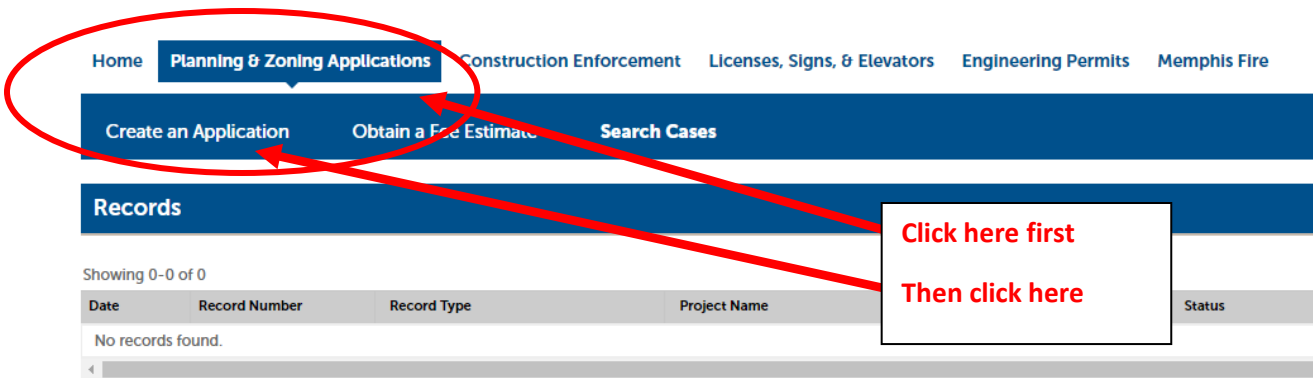 Home Planning & Zoning Applications Construction Enforcement Licenses, Signs, & Elevators Engineering Permits Memphis Fire
Create an Application Obtain a Fee Estimate Search Cases
Records
Click here first
Then click here
Showing 0-0 of 0
Date Record Number Record Type Project Name Status
No records found.